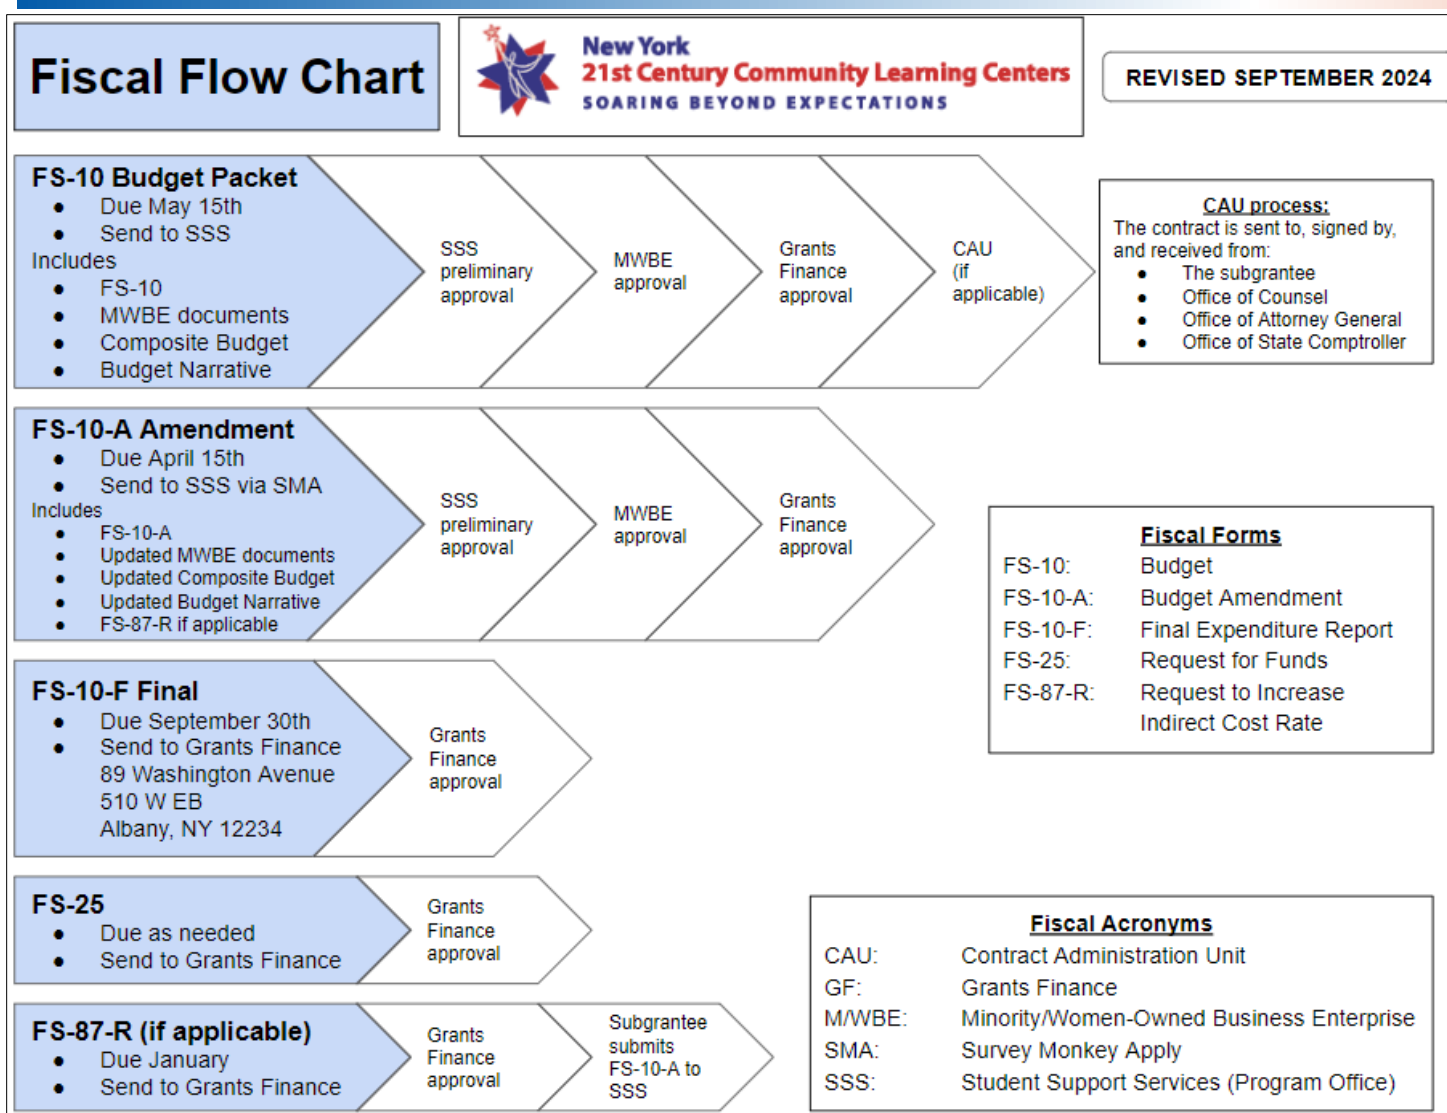 Fiscal Flow Chart
New York
21st Century Community Learning Centers
SOARING BEYOND EXPECTATIONS
REVISED SEPTEMBER 2024
FS-10 Budget Packet
● Due May 15th
● Send to SSS
Includes
● FS-10
● MWBE documents
● Composite Budget
● Budget Narrative
SSS
preliminary
approval
MWBE
approval
Grants
Finance
approval
CAU
(if
applicable)
CAU process:
The contract is sent to, signed by,
and received from:
● The subgrantee
● Office of Counsel
● Office of Attorney General
● Office of State Comptroller
FS-10-A Amendment
● Due April 15th
● Send to SSS via SMA
Includes
● FS-10-A
● Updated MWBE documents
● Updated Composite Budget
● Updated Budget Narrative
● FS-87-R if applicable
SSS
preliminary
approval
MWBE
approval
Grants
Finance
approval
Fiscal Forms
FS-10: Budget
FS-10-A: Budget Amendment
FS-10-F: Final Expenditure Report
FS-25: Request for Funds
FS-87-R: Request to Increase
Indirect Cost Rate
FS-10-F Final
● Due September 30th
● Send to Grants Finance
89 Washington Avenue
510 W EB
Albany, NY 12234
Grants
Finance
approval
FS-25
● Due as needed
● Send to Grants Finance
Grants
Finance
approval
FS-87-R (if applicable)
● Due January
● Send to Grants Finance
Grants
Finance
approval
Subgrantee
submits
FS-10-A to
SSS
Fiscal Acronyms
CAU: Contract Administration Unit
GF: Grants Finance
M/WBE: Minority/Women-Owned Business Enterprise
SMA: Survey Monkey Apply
SSS: Student Support Services (Program Office)